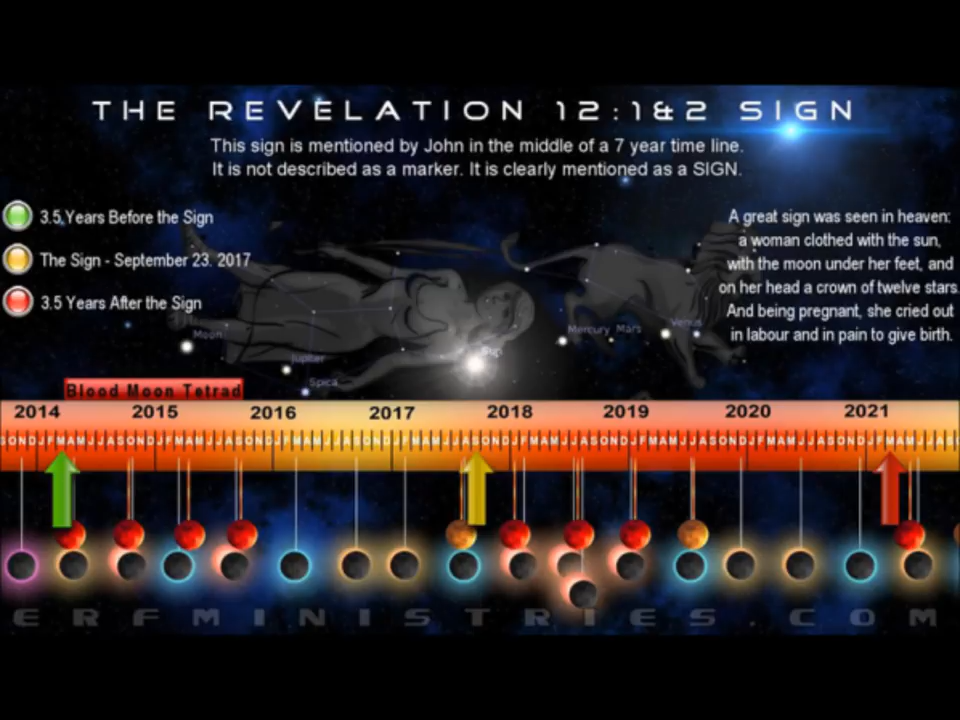 THE REVELATION 12:1&2 SIGN
This sign is mentioned by John in the middle of a 7 year time line.
It is not described as a marker. It is clearly mentioned as a SIGN.
3.5 Years Before the Sign
The Sign - September 23. 2017
3.5 Years After the Sign
A great sign was seen in heaven:
a woman clothed with the sun,
with the moon under her feet, and
on her head a crown of twelve stars.
And being pregnant, she cried out
in labour and in pain to give birth.
Moon
Jupiter
Spica
Sun
Mercury Mars
Venus
Blood Moon Tetrad
2014 2015 2016 2017 2018 2019 2020 2021
SONDJFMAMJJASONDJFMAMJJASONDJFMAMJJASONDJFMAMJJASONDJFMAMJJASONDJFMAMJJASONDJFMAMJJASONDJFMAMJJAS
ERFMINISTRIES.COM